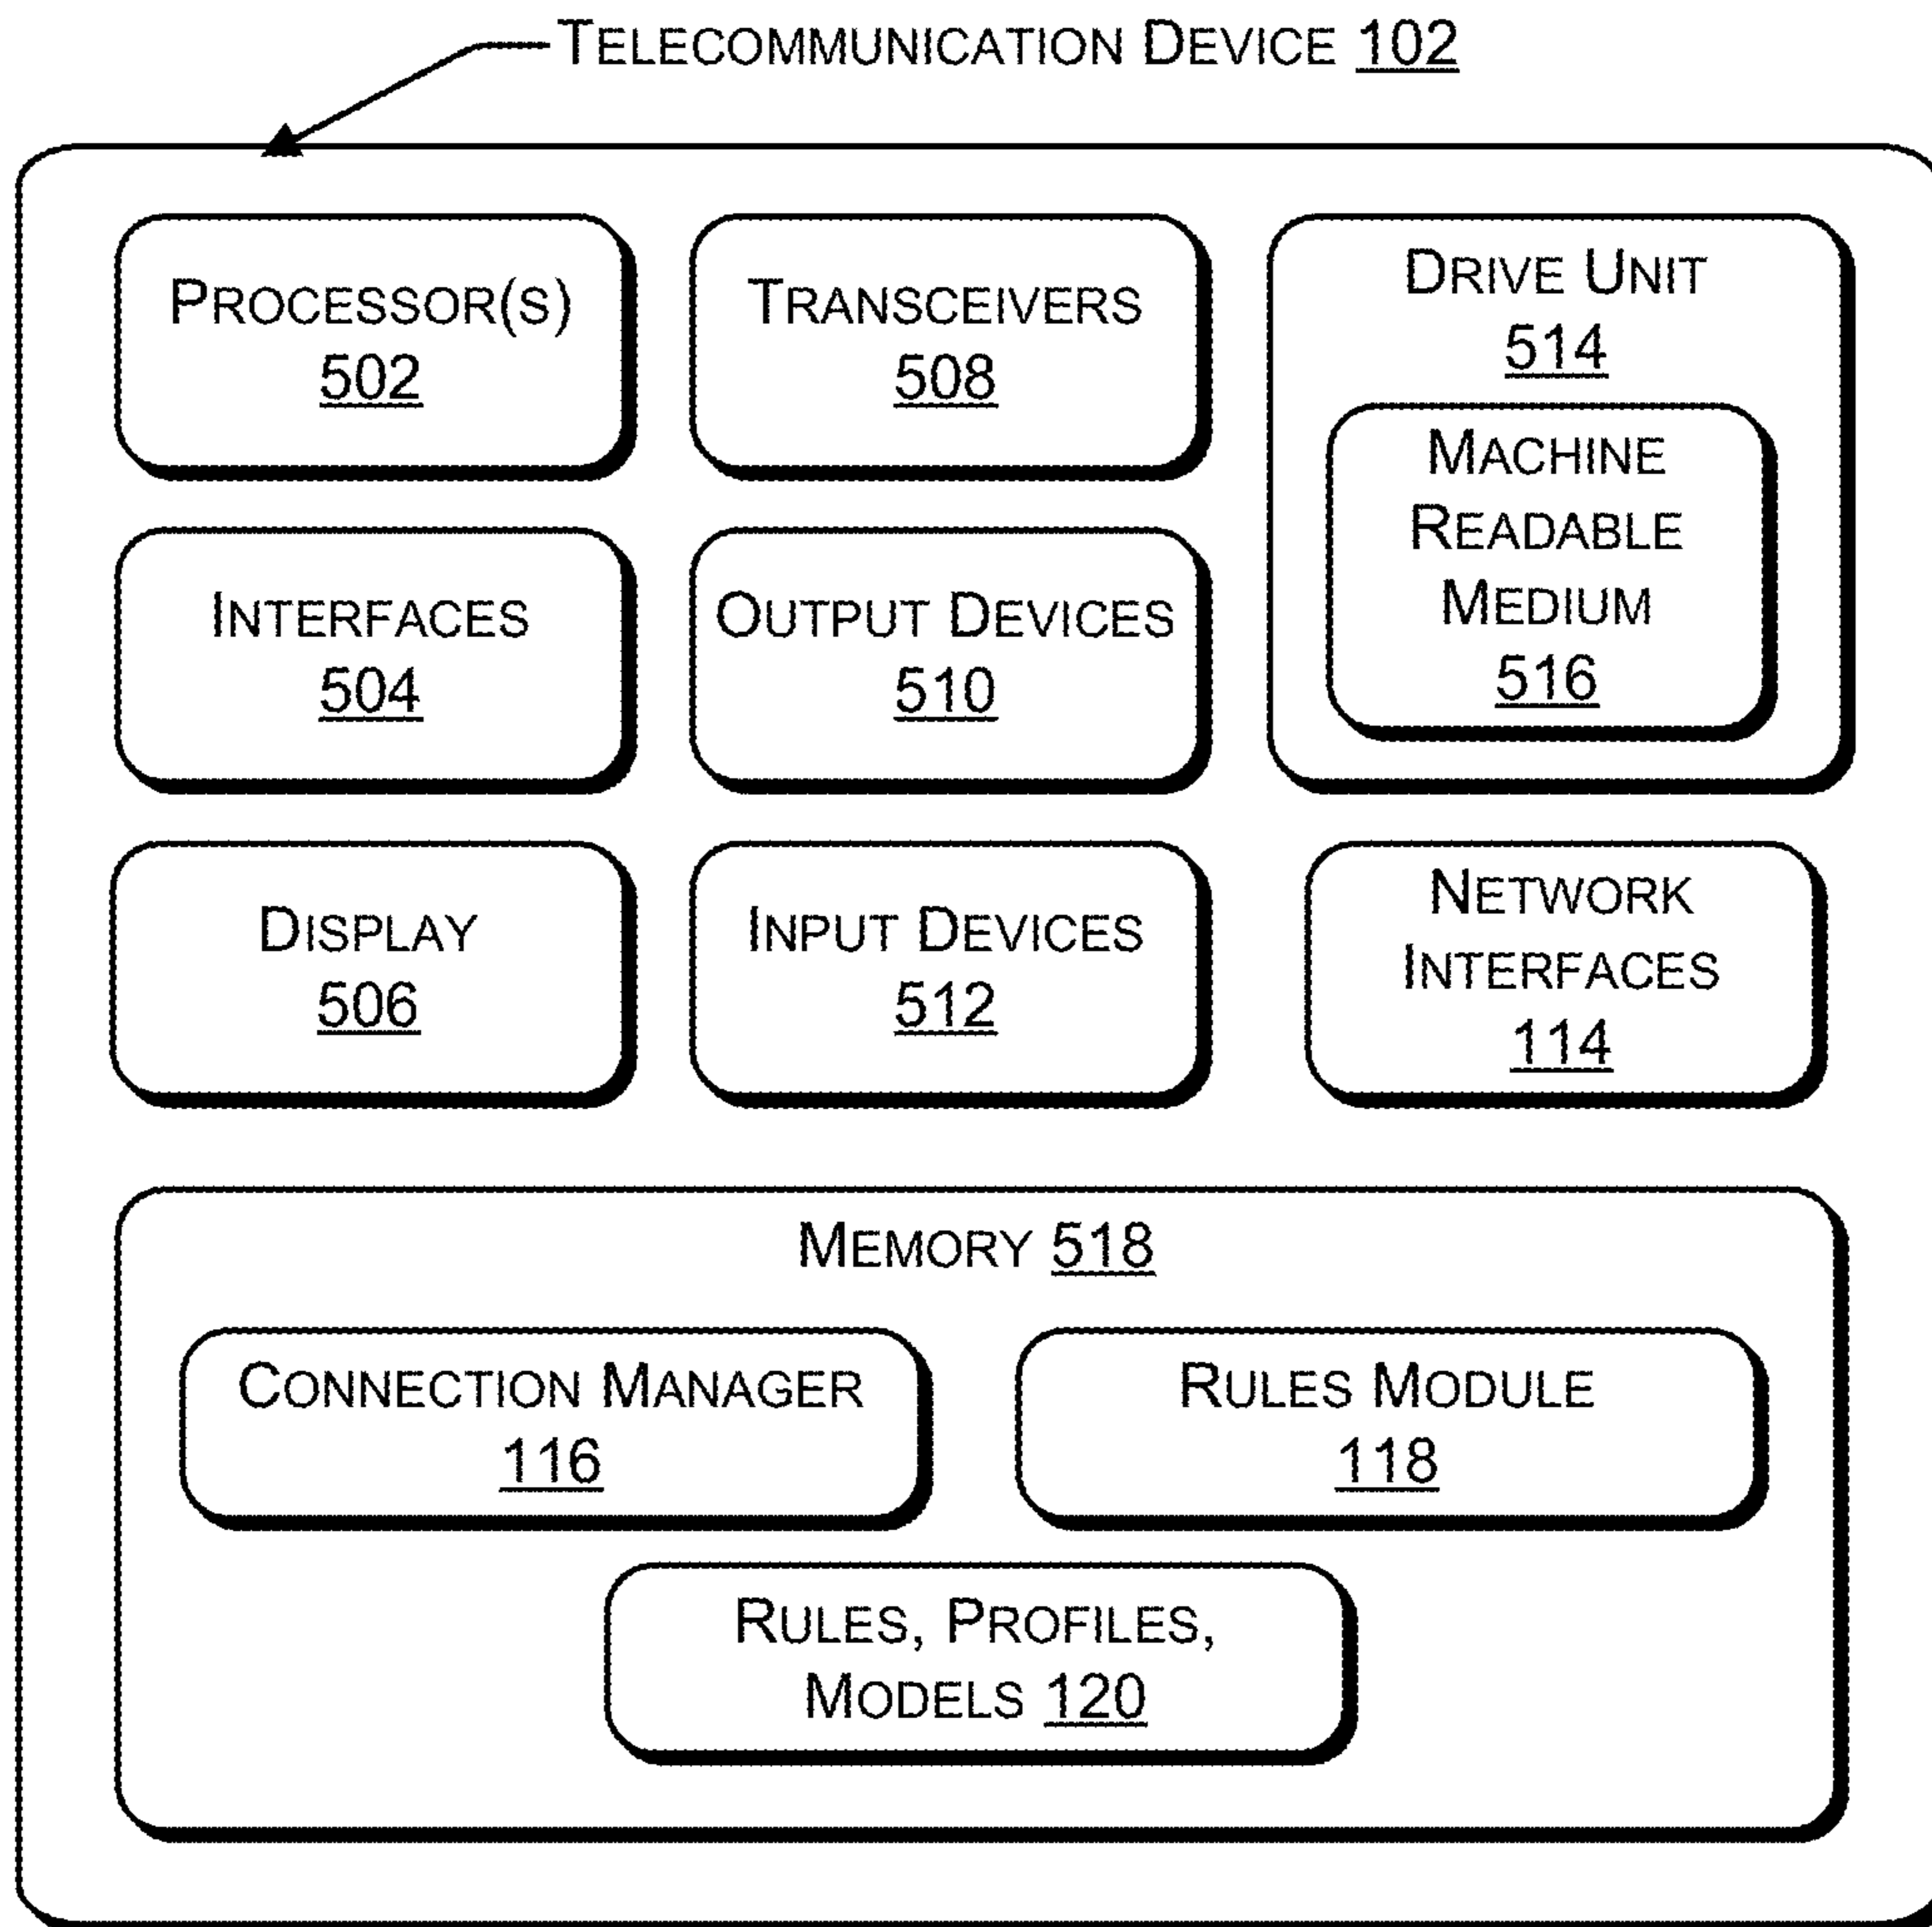 TELECOMMUNICATION DEVICE 102
PROCESSOR(S)
502
TRANSCEIVERS
508
DRIVE UNIT
514
MACHINE
READABLE
MEDIUM
516
INTERFACES
504
OUTPUT DEVICES
510
DISPLAY
506
INPUT DEVICES
512
NETWORK
INTERFACES
114
MEMORY 518
CONNECTION MANAGER
116
RULES MODULE
118
RULES, PROFILES,
MODELS 120